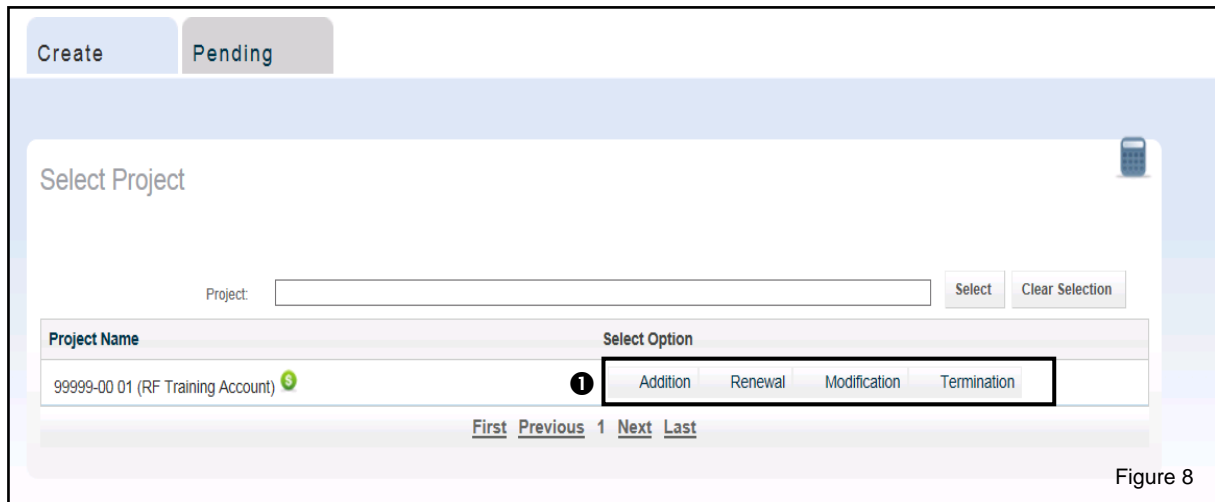 Create Pending
Select Project
Project: Select Clear Selection
Project Name Select Option
99999-00 01 (RF Training Account) $ ❶ Addition Renewal Modification Termination
First Previous 1 Next Last
Figure 8